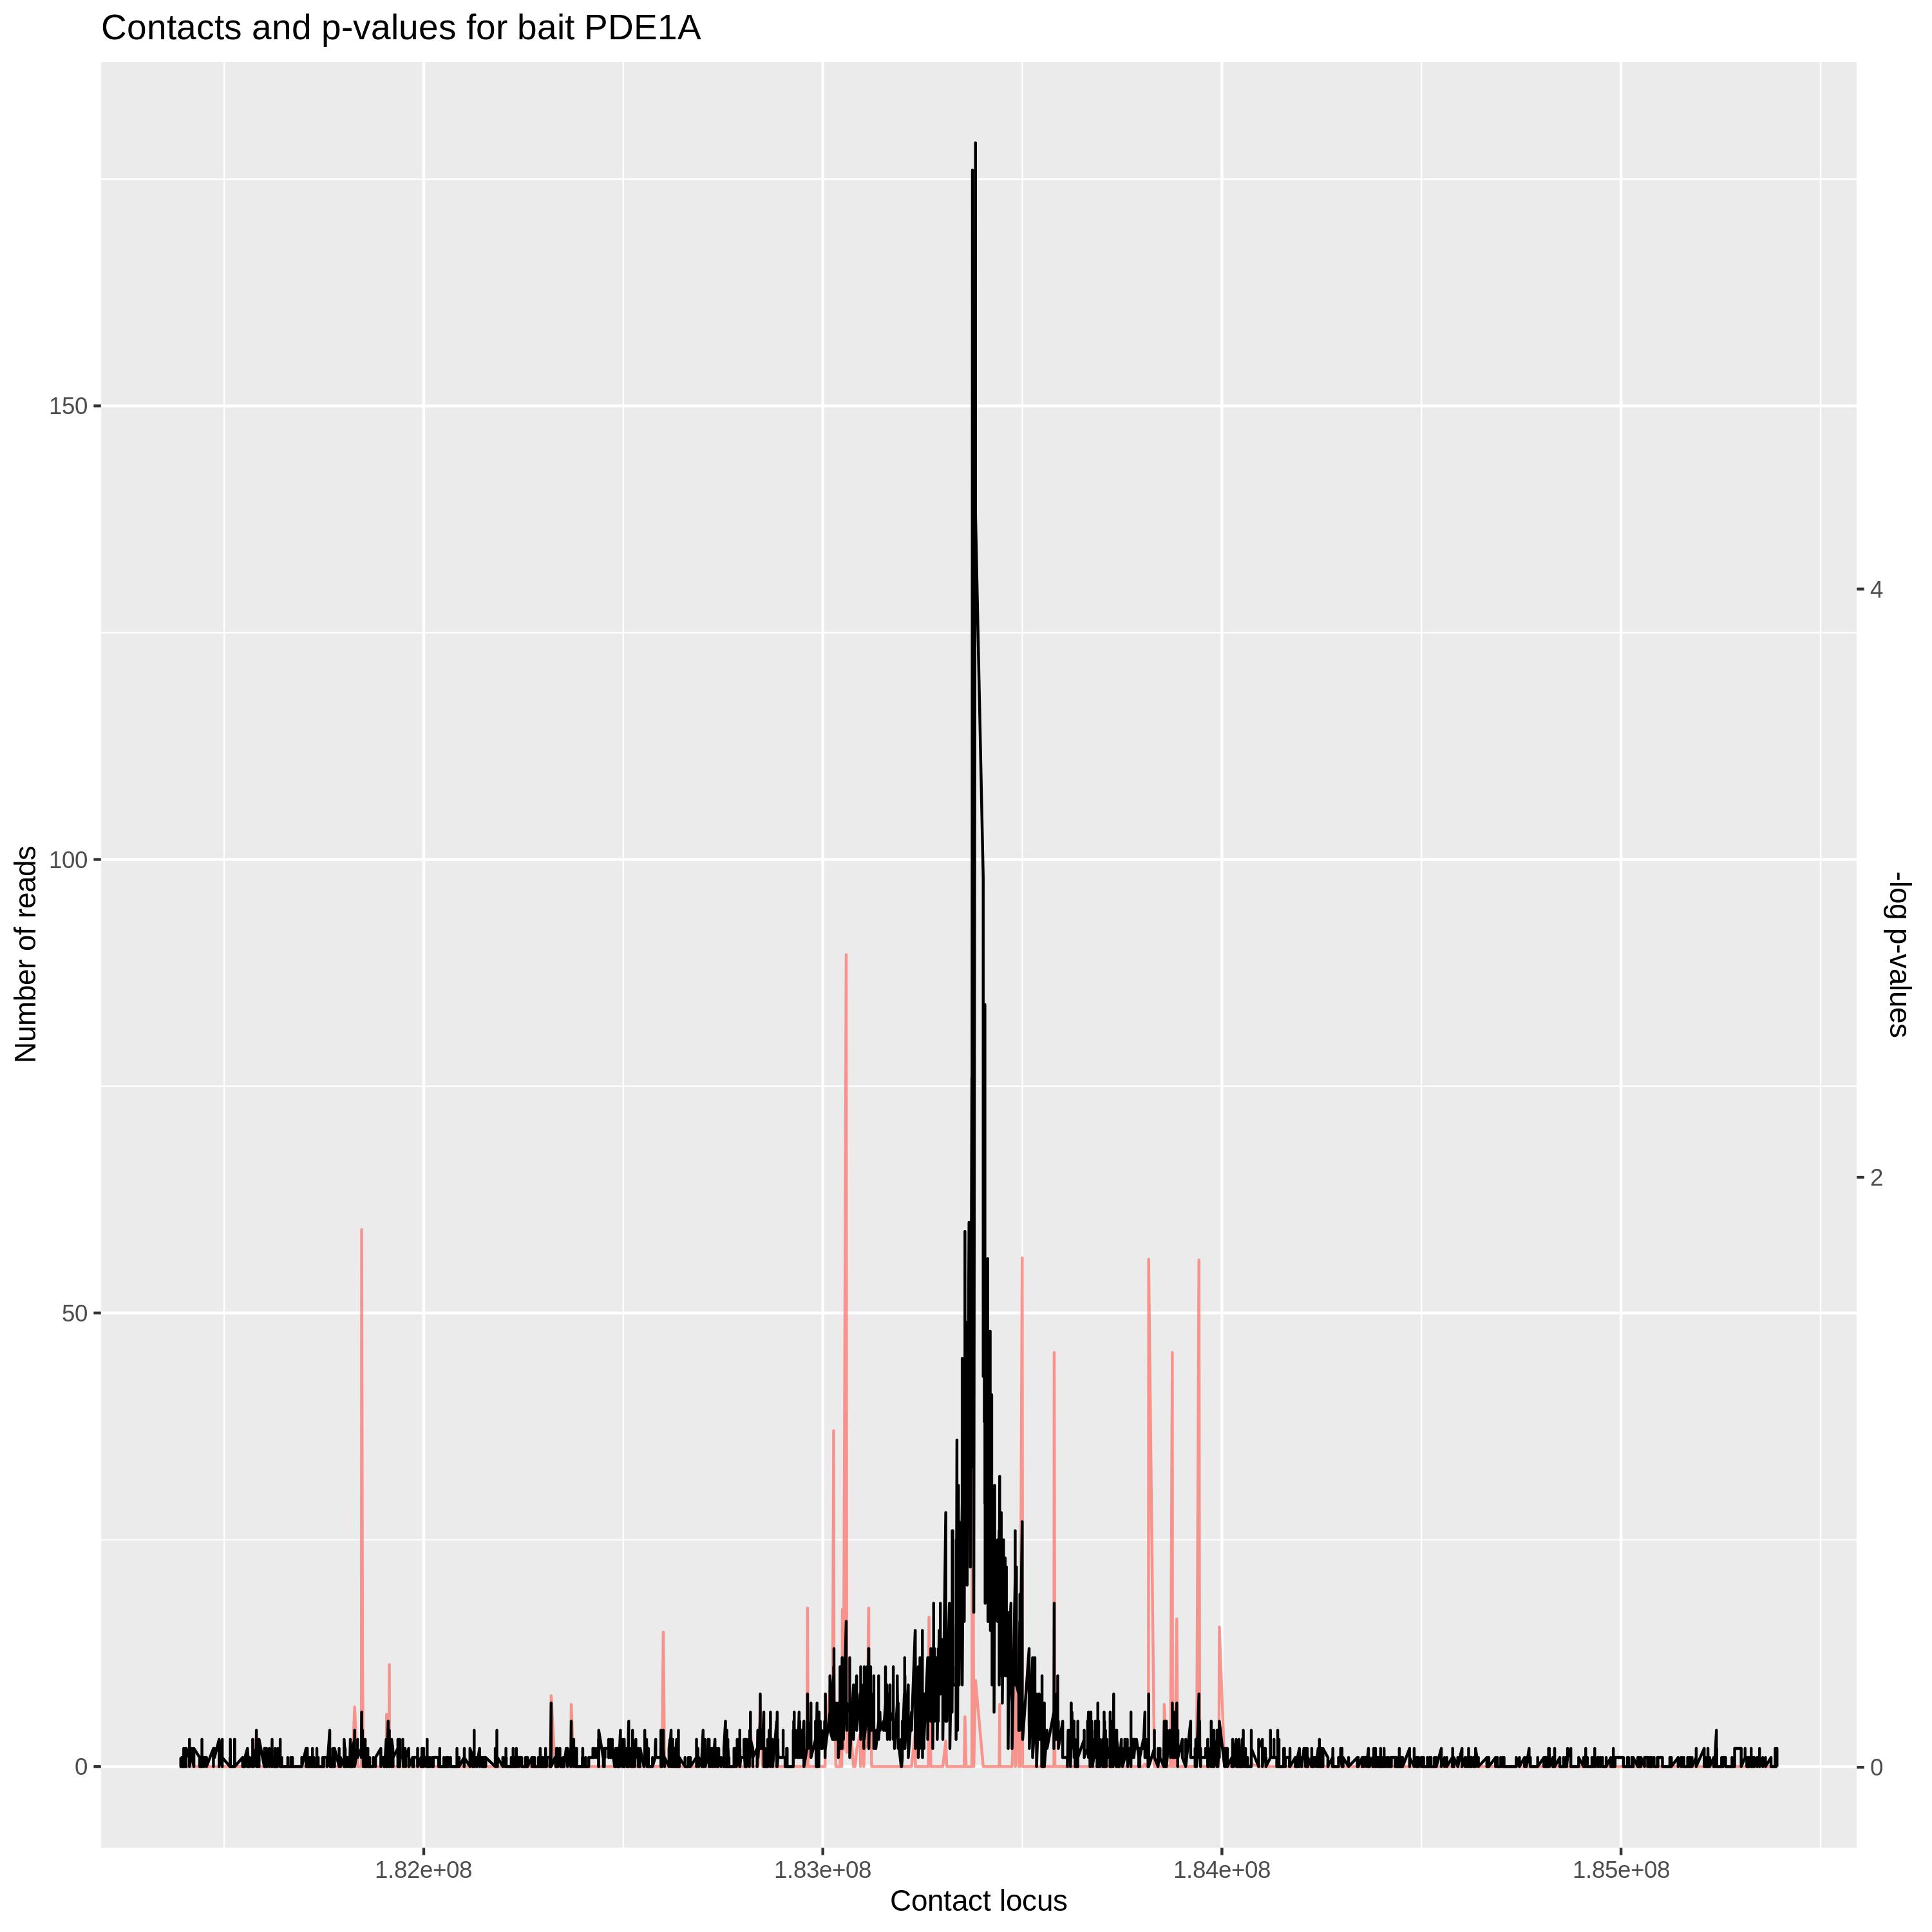 Contacts and p-values for bait PDE1A
Number of reads
150
100
50
0
4
2
0
-log p-values
1.82e+08
1.83e+08
1.84e+08
1.85e+08
Contact locus